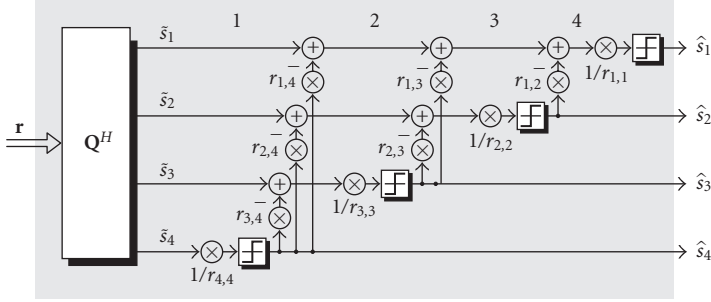 1 2 3 4
s̃₁ ŝ₁
r₁,₄ − r₁,₃ − r₁,₂ − 1/r₁,₁
s̃₂ ŝ₂
r Qᴴ r₂,₄ − r₂,₃ − 1/r₂,₂
s̃₃ ŝ₃
r₃,₄ − 1/r₃,₃
s̃₄ ŝ₄
1/r₄,₄